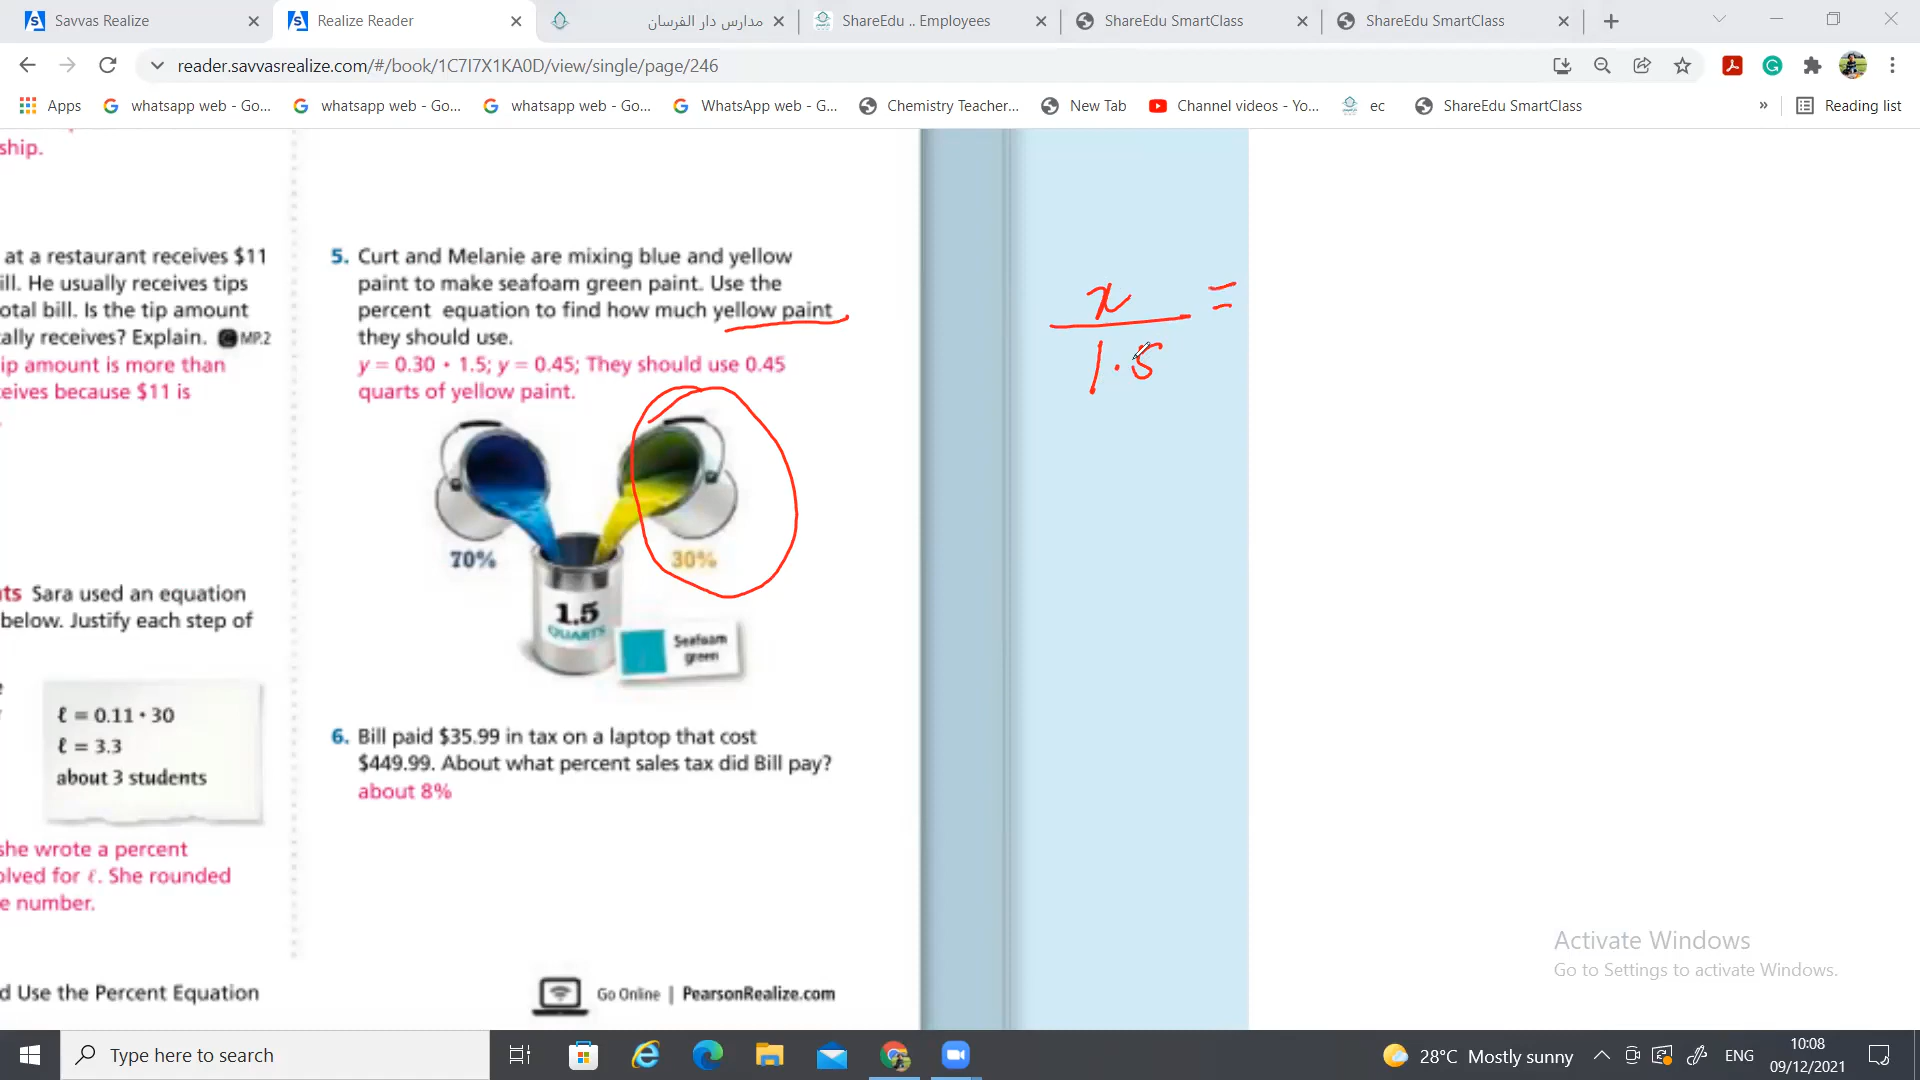 Savvas Realize
Realize Reader
مدارس دار الفرسان
ShareEdu .. Employees
ShareEdu SmartClass
ShareEdu SmartClass
reader.savvasrealize.com/#/book/1C7I7X1KA0D/view/single/page/246
Apps
whatsapp web - Go...
whatsapp web - Go...
whatsapp web - Go...
WhatsApp web - G...
Chemistry Teacher...
New Tab
Channel videos - Yo...
ec
ShareEdu SmartClass
»
Reading list
ship.
at a restaurant receives $11
ill. He usually receives tips
otal bill. Is the tip amount
ally receives? Explain. MP.2
ip amount is more than
eives because $11 is
nts Sara used an equation
below. Justify each step of
ℓ = 0.11 • 30
ℓ = 3.3
about 3 students
she wrote a percent
olved for ℓ. She rounded
e number.
d Use the Percent Equation
5. Curt and Melanie are mixing blue and yellow
paint to make seafoam green paint. Use the
percent equation to find how much yellow paint
they should use.
y = 0.30 • 1.5; y = 0.45; They should use 0.45
quarts of yellow paint.
70%
30%
1.5
QUARTS
Seafoam
green
6. Bill paid $35.99 in tax on a laptop that cost
$449.99. About what percent sales tax did Bill pay?
about 8%
Go Online | PearsonRealize.com
x =
1.5
Activate Windows
Go to Settings to activate Windows.
Type here to search
28°C Mostly sunny
ENG
10:08
09/12/2021